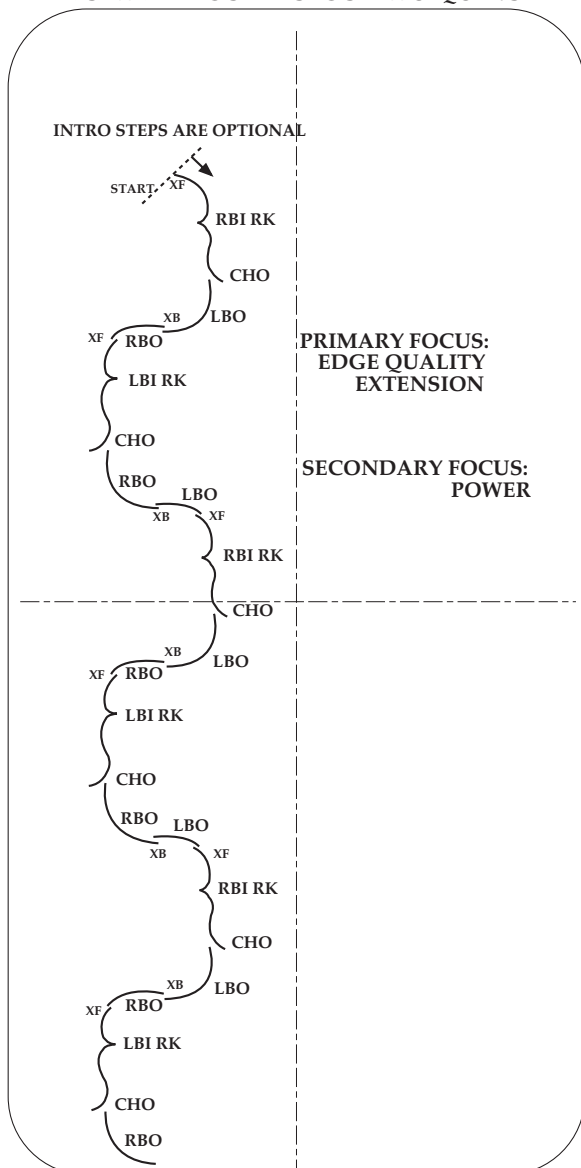 INTRO STEPS ARE OPTIONAL
START
XF
RBI RK
CHO
LBO
XB
XF
RBO
LBI RK
CHO
RBO
LBO
XB
XF
RBI RK
CHO
LBO
XB
XF
RBO
LBI RK
CHO
RBO
LBO
XB
XF
RBI RK
CHO
LBO
XB
XF
RBO
LBI RK
CHO
RBO
PRIMARY FOCUS:
EDGE QUALITY
EXTENSION
SECONDARY FOCUS:
POWER